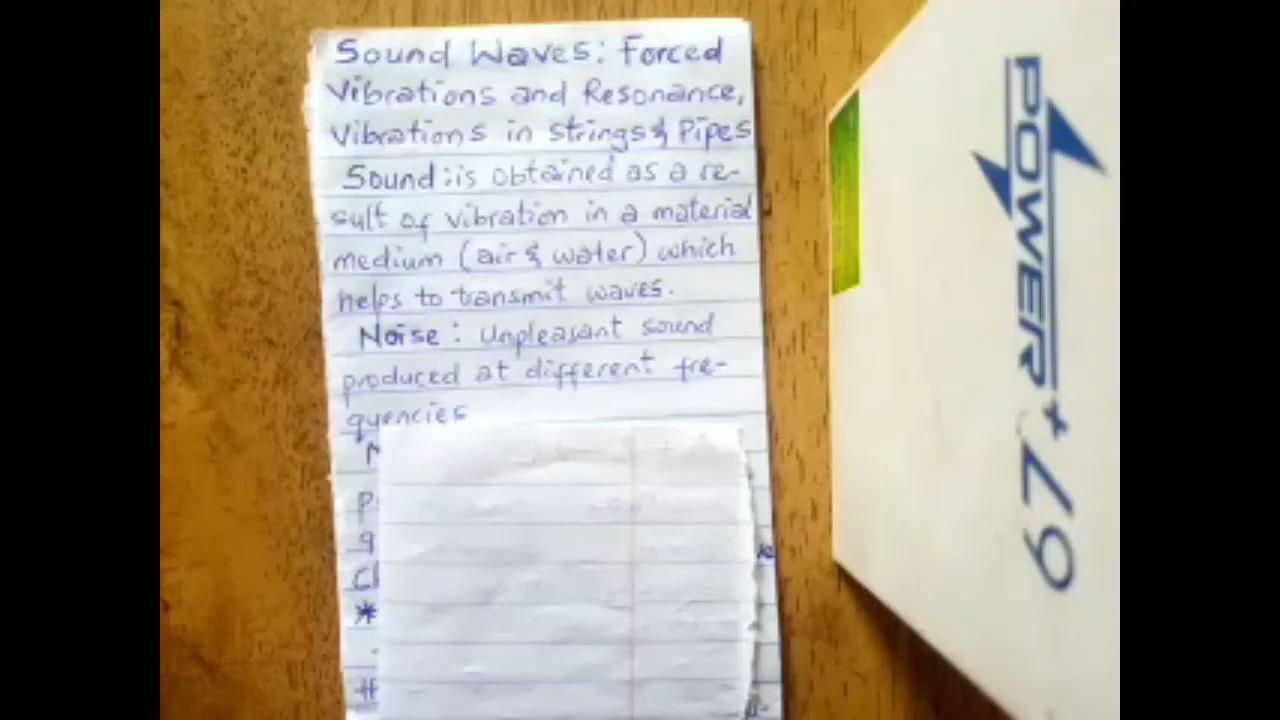 Sound Waves: Forced
Vibrations and Resonance,
Vibrations in strings & Pipes
Sound: is obtained as a re-
sult of vibration in a material
medium (air & water) which
helps to transmit waves.
Noise: Unpleasant sound
produced at different fre-
quencies
*
POWER+ L9